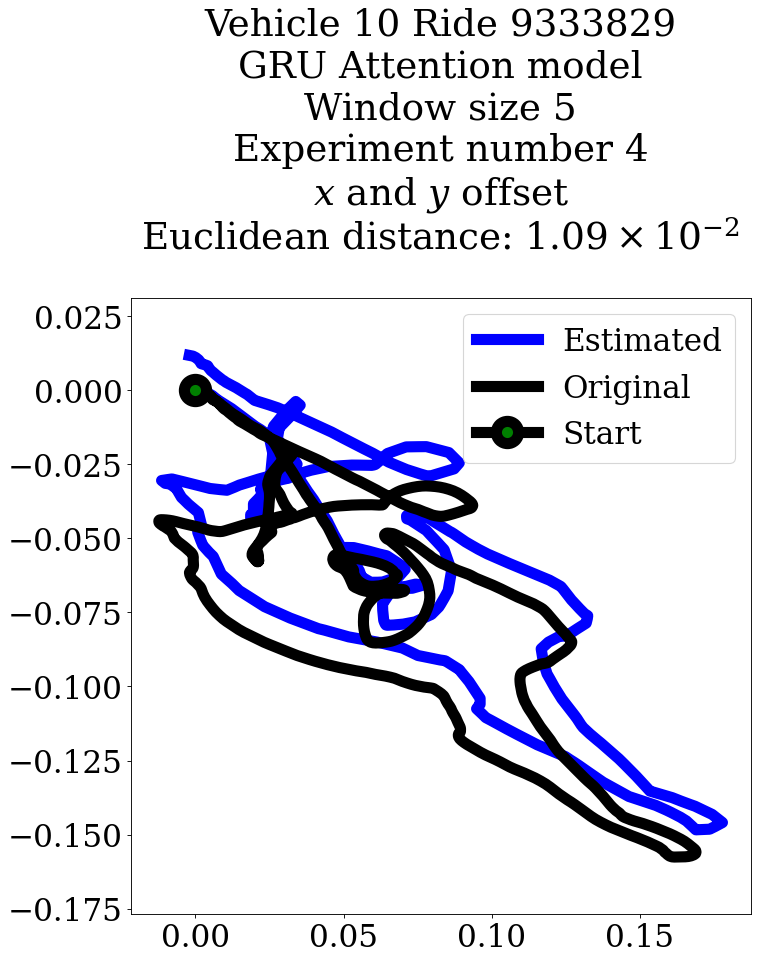 Vehicle 10 Ride 9333829
GRU Attention model
Window size 5
Experiment number 4
x and y offset
Euclidean distance: 1.09 × 10⁻²
0.025
0.000
−0.025
−0.050
−0.075
−0.100
−0.125
−0.150
−0.175
Estimated
Original
Start
0.00 0.05 0.10 0.15